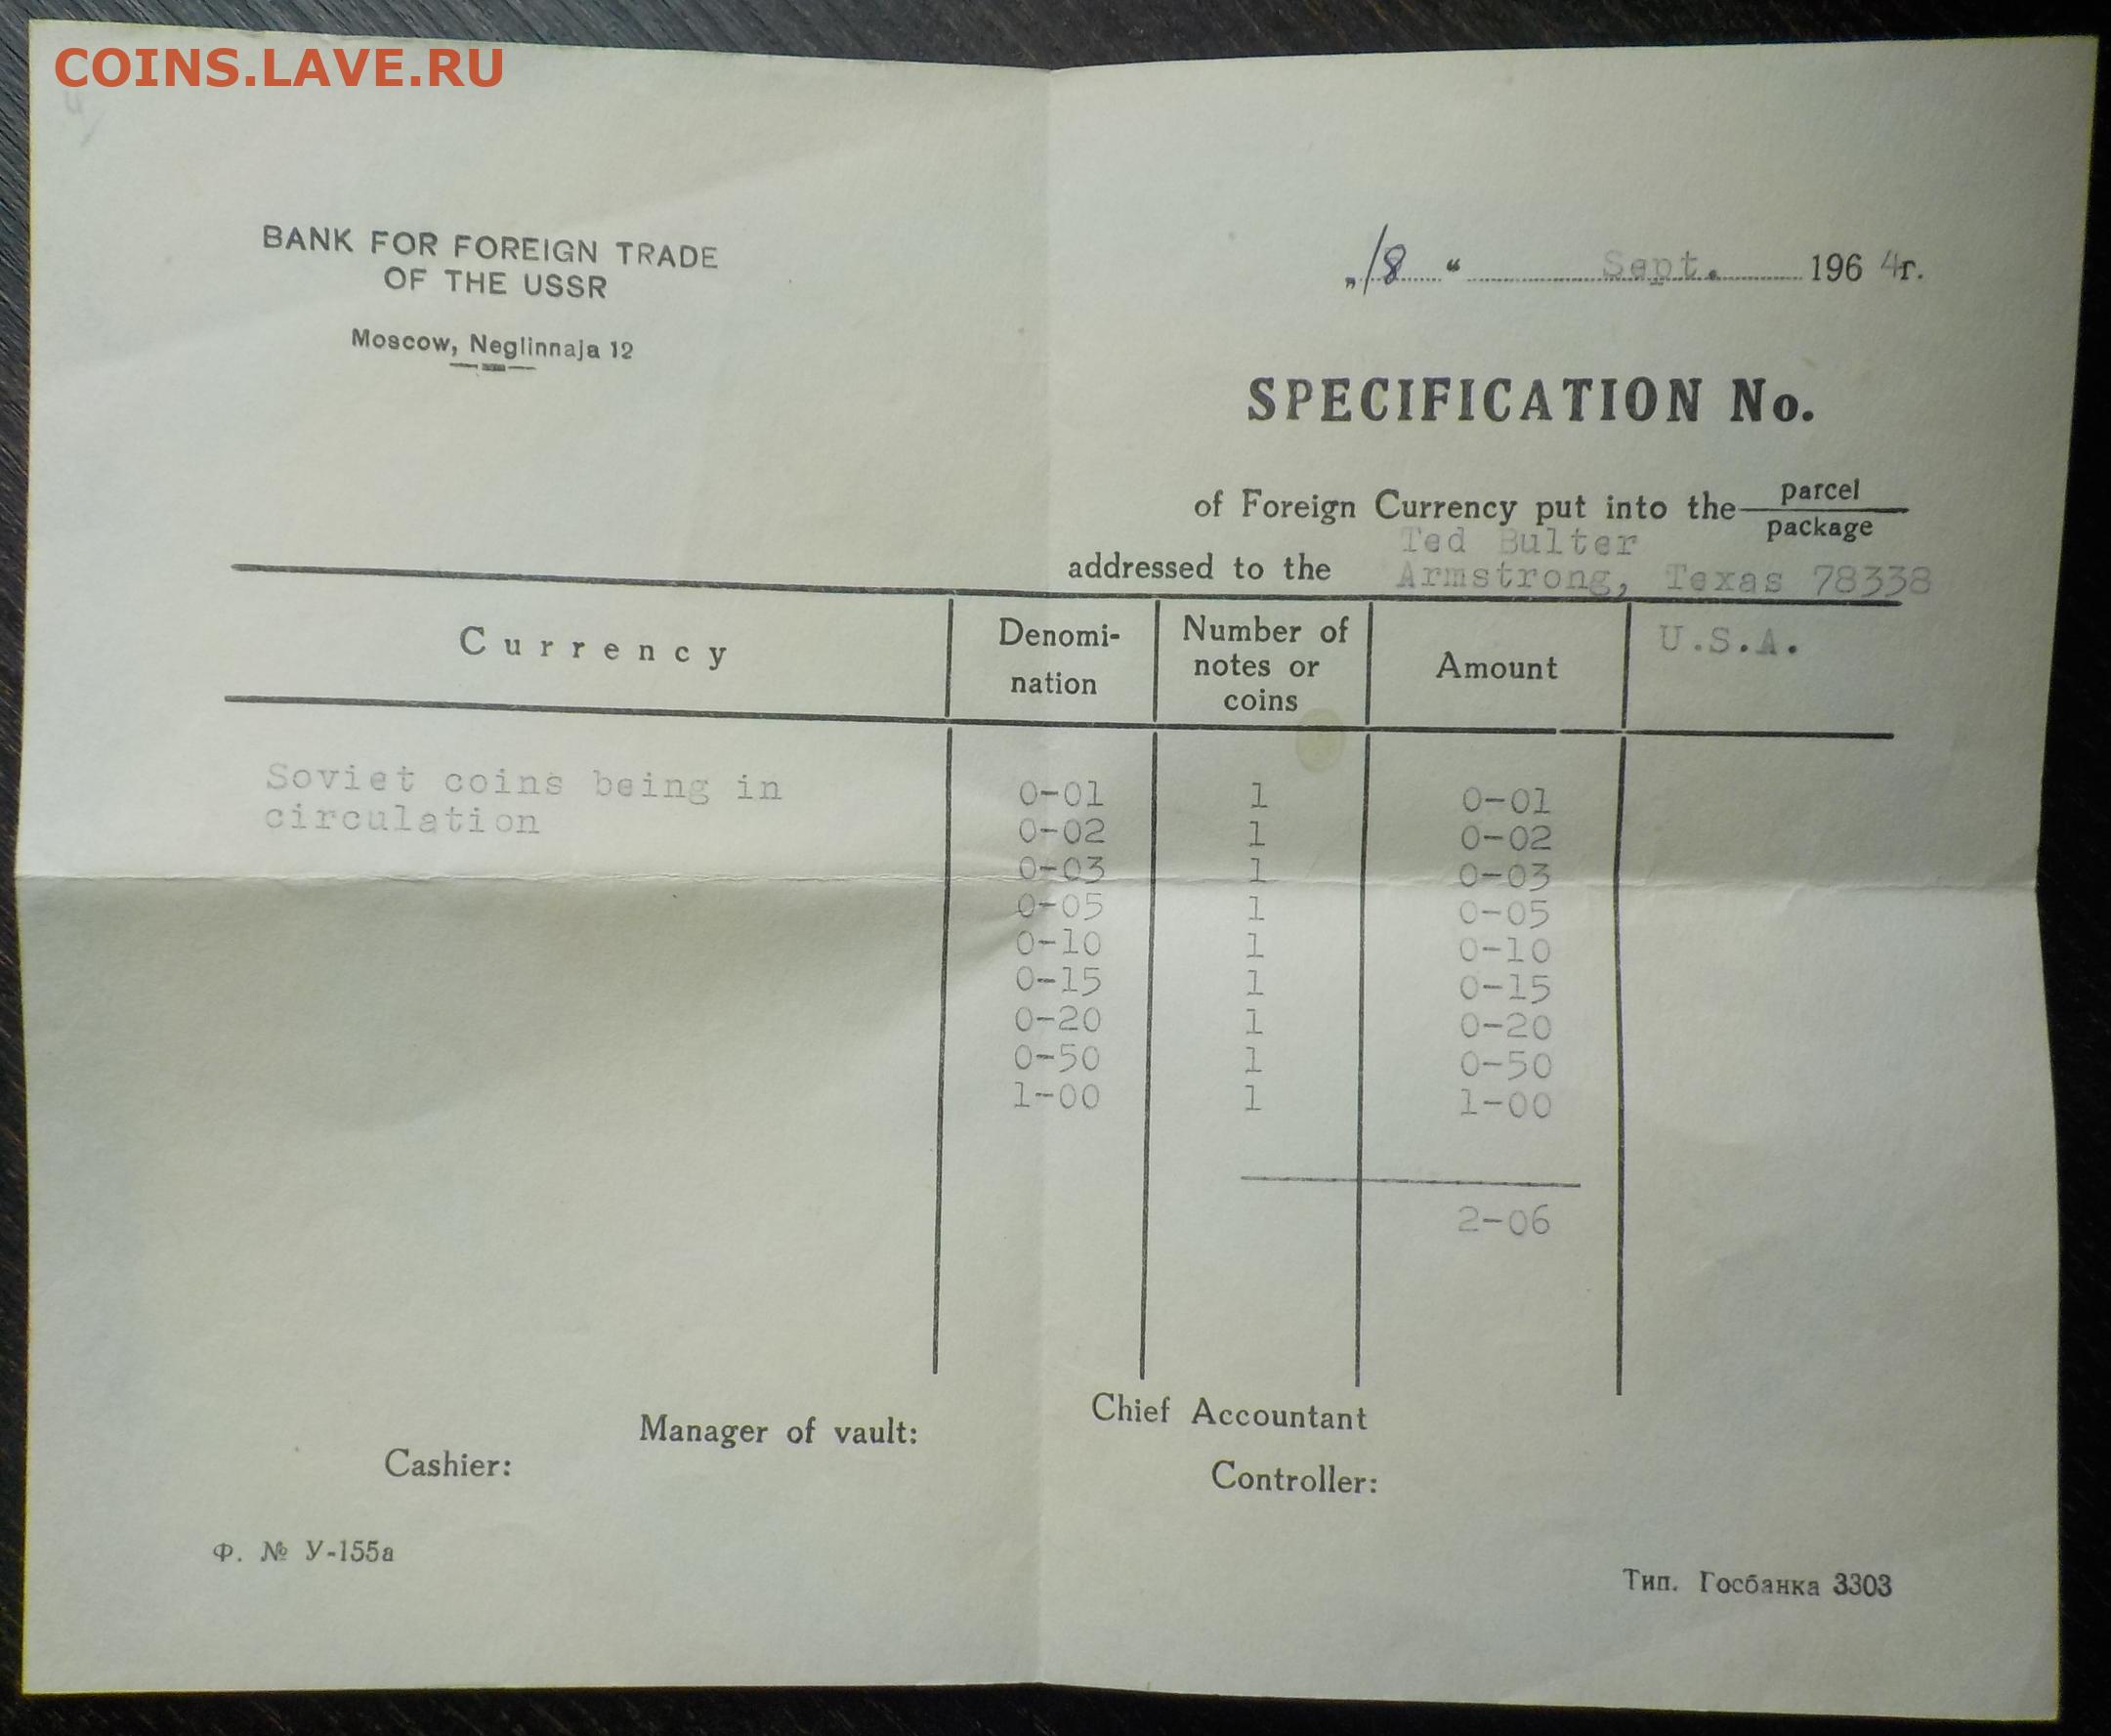 COINS.LAVE.RU
BANK FOR FOREIGN TRADE
OF THE USSR
Moscow, Neglinnaja 12
„18“ Sept. 1964г.
SPECIFICATION No.
of Foreign Currency put into the parcel
package
addressed to the Ted Bulter
Armstrong, Texas 78338
U.S.A.
Currency Denomi-nation Number of notes or coins Amount
Soviet coins being in
circulation
0-01 1 0-01
0-02 1 0-02
0-03 1 0-03
0-05 1 0-05
0-10 1 0-10
0-15 1 0-15
0-20 1 0-20
0-50 1 0-50
1-00 1 1-00
2-06
Chief Accountant
Manager of vault:
Cashier:
Controller:
Ф. № У-155а
Тип. Госбанка 3303